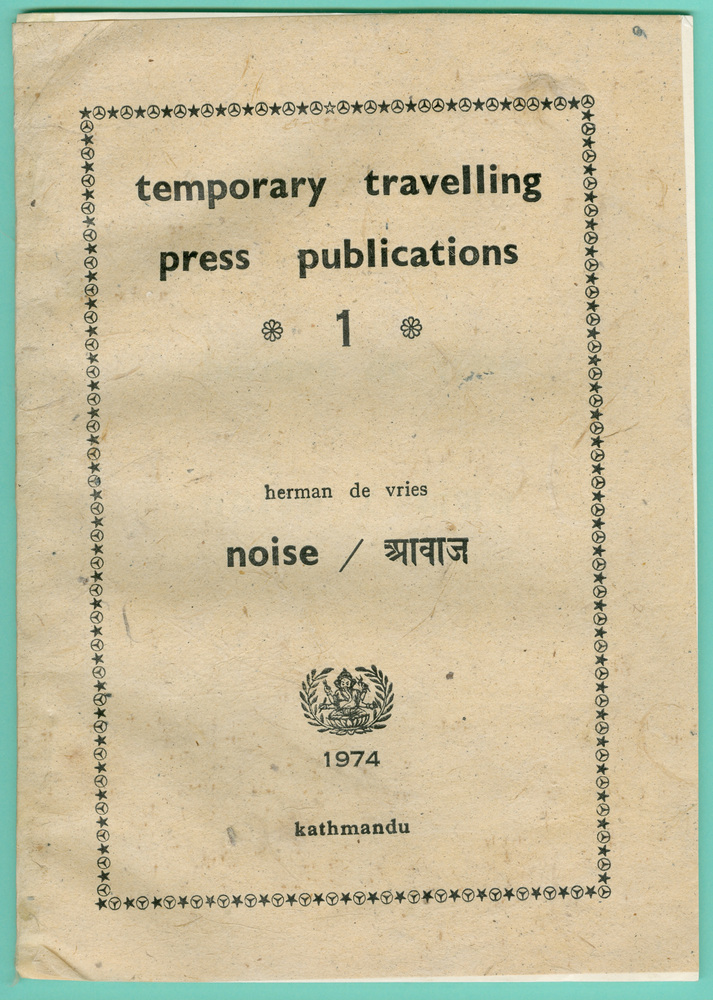 temporary travelling
press publications
1
herman de vries
noise / आवाज
1974
kathmandu